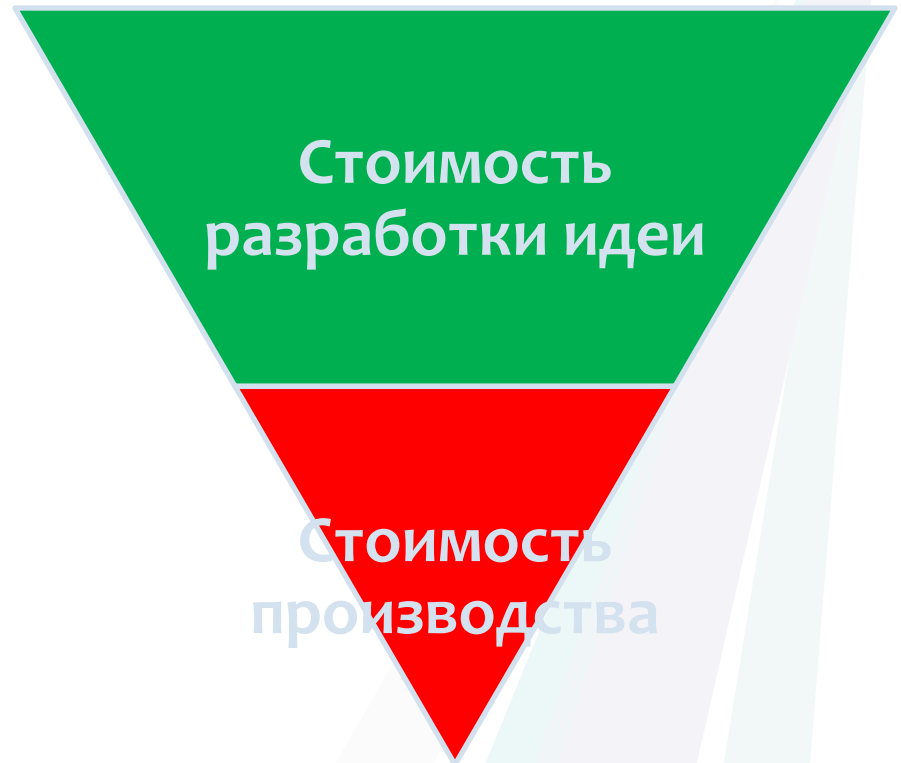 Стоимость
разработки идеи
Стоимость
производства